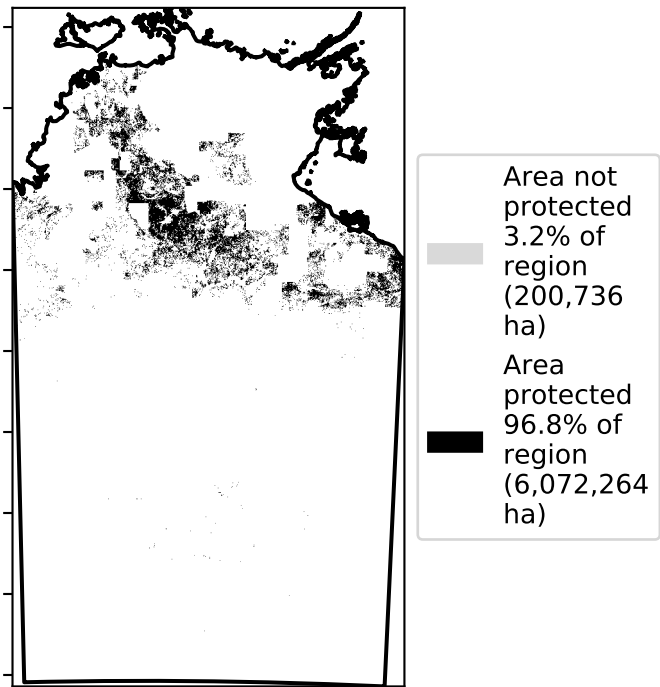 Area not
protected
3.2% of
region
(200,736
ha)
Area
protected
96.8% of
region
(6,072,264
ha)